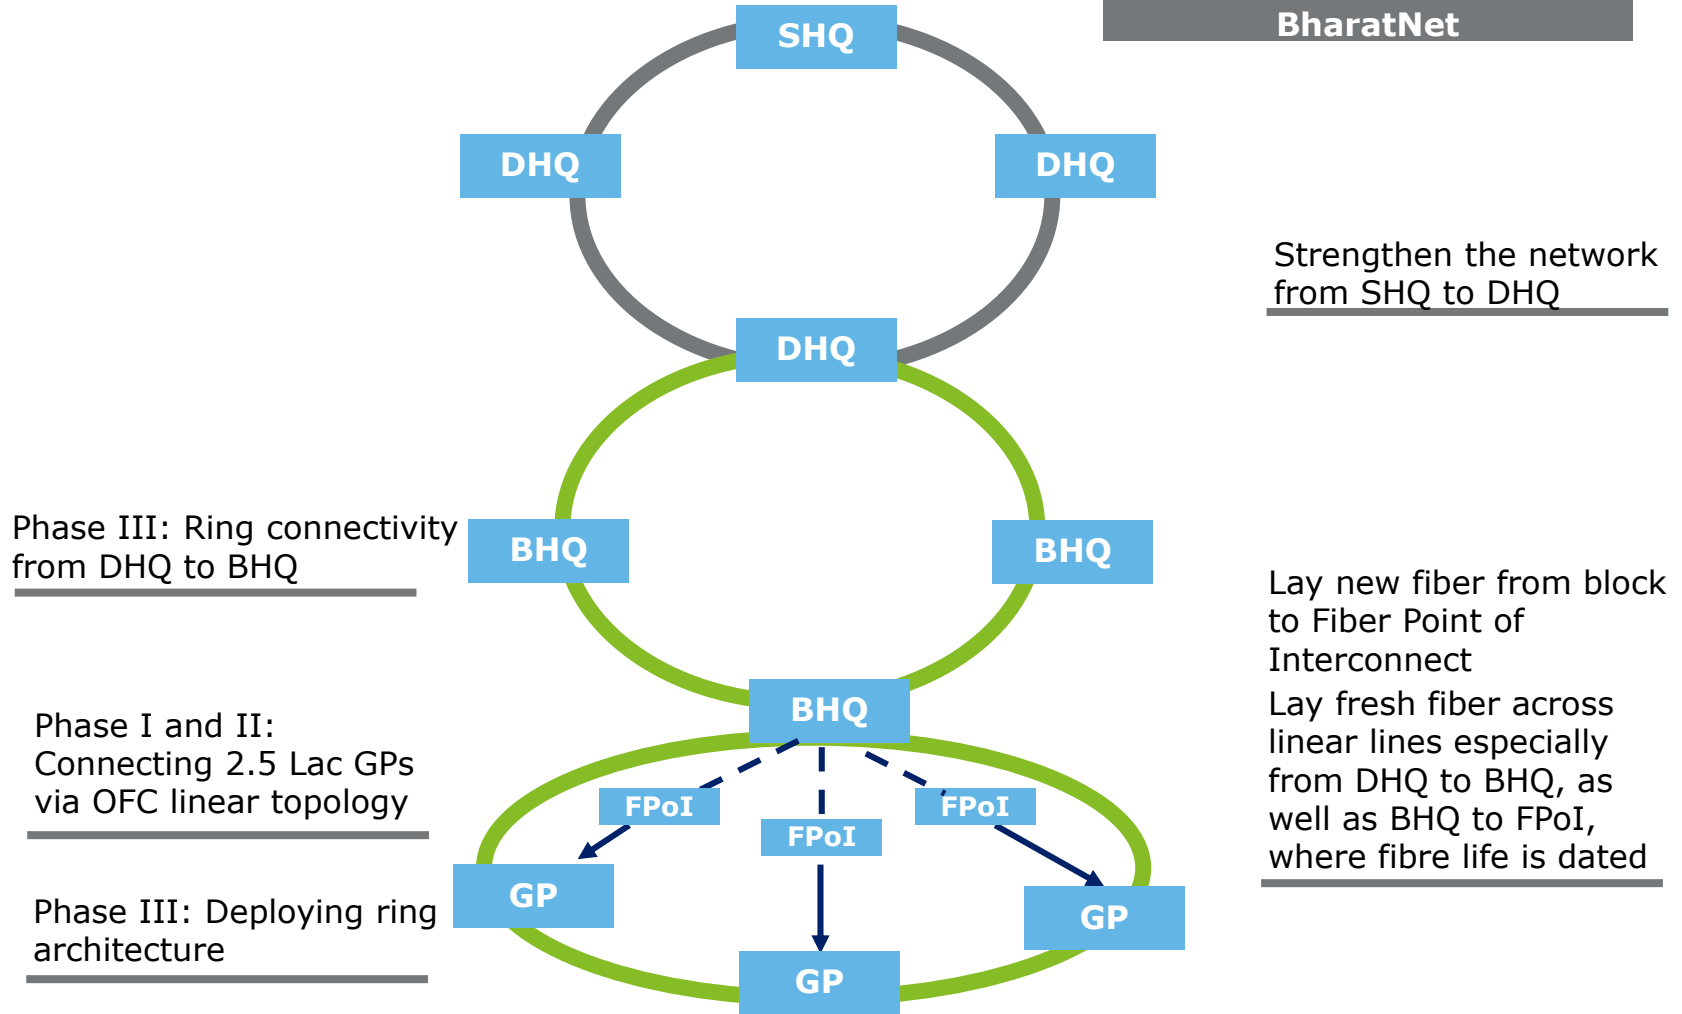 SHQ
BharatNet
DHQ
DHQ
Strengthen the network
from SHQ to DHQ
DHQ
Phase III: Ring connectivity
from DHQ to BHQ
BHQ
BHQ
Lay new fiber from block
to Fiber Point of
Interconnect
Lay fresh fiber across
linear lines especially
from DHQ to BHQ, as
well as BHQ to FPoI,
where fibre life is dated
BHQ
Phase I and II:
Connecting 2.5 Lac GPs
via OFC linear topology
FPoI
FPoI
FPoI
Phase III: Deploying ring
architecture
GP
GP
GP